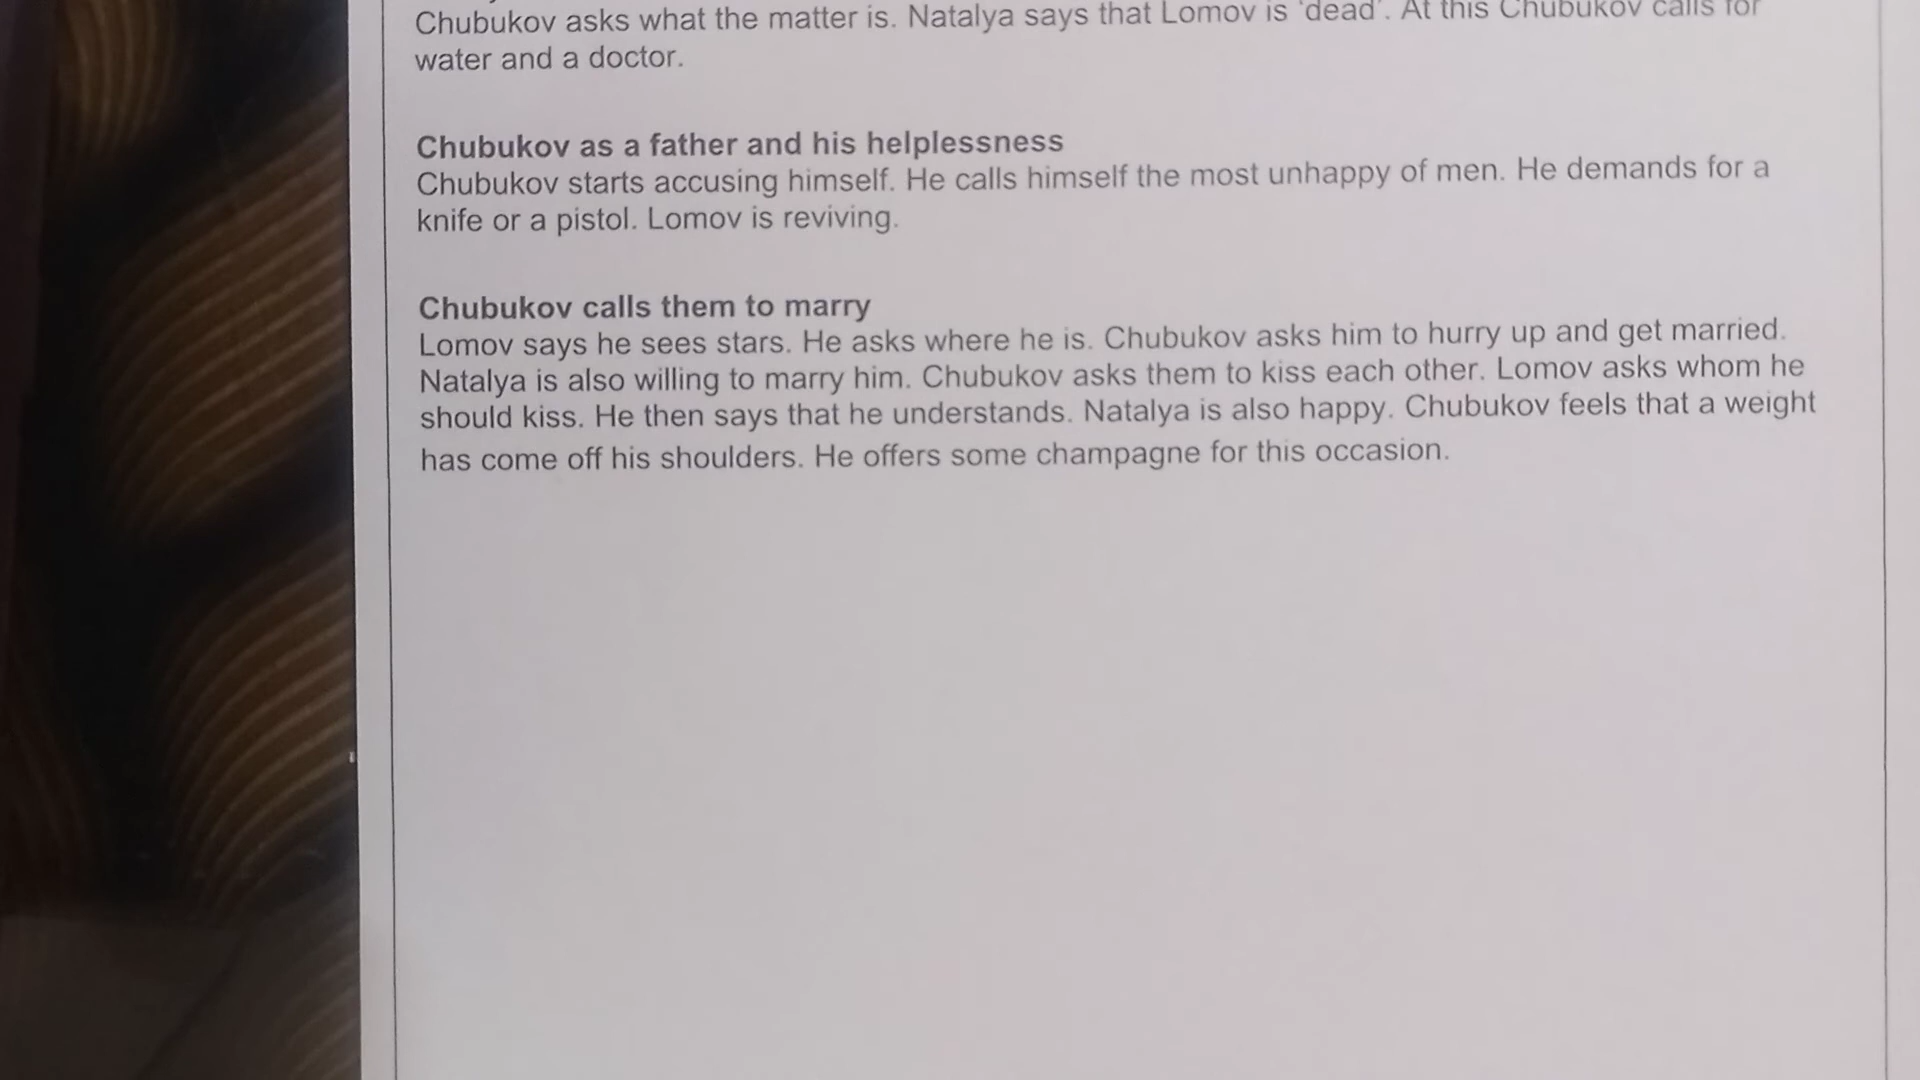 Chubukov asks what the matter is. Natalya says that Lomov is 'dead'. At this Chubukov calls for
water and a doctor.
Chubukov as a father and his helplessness
Chubukov starts accusing himself. He calls himself the most unhappy of men. He demands for a
knife or a pistol. Lomov is reviving.
Chubukov calls them to marry
Lomov says he sees stars. He asks where he is. Chubukov asks him to hurry up and get married.
Natalya is also willing to marry him. Chubukov asks them to kiss each other. Lomov asks whom he
should kiss. He then says that he understands. Natalya is also happy. Chubukov feels that a weight
has come off his shoulders. He offers some champagne for this occasion.